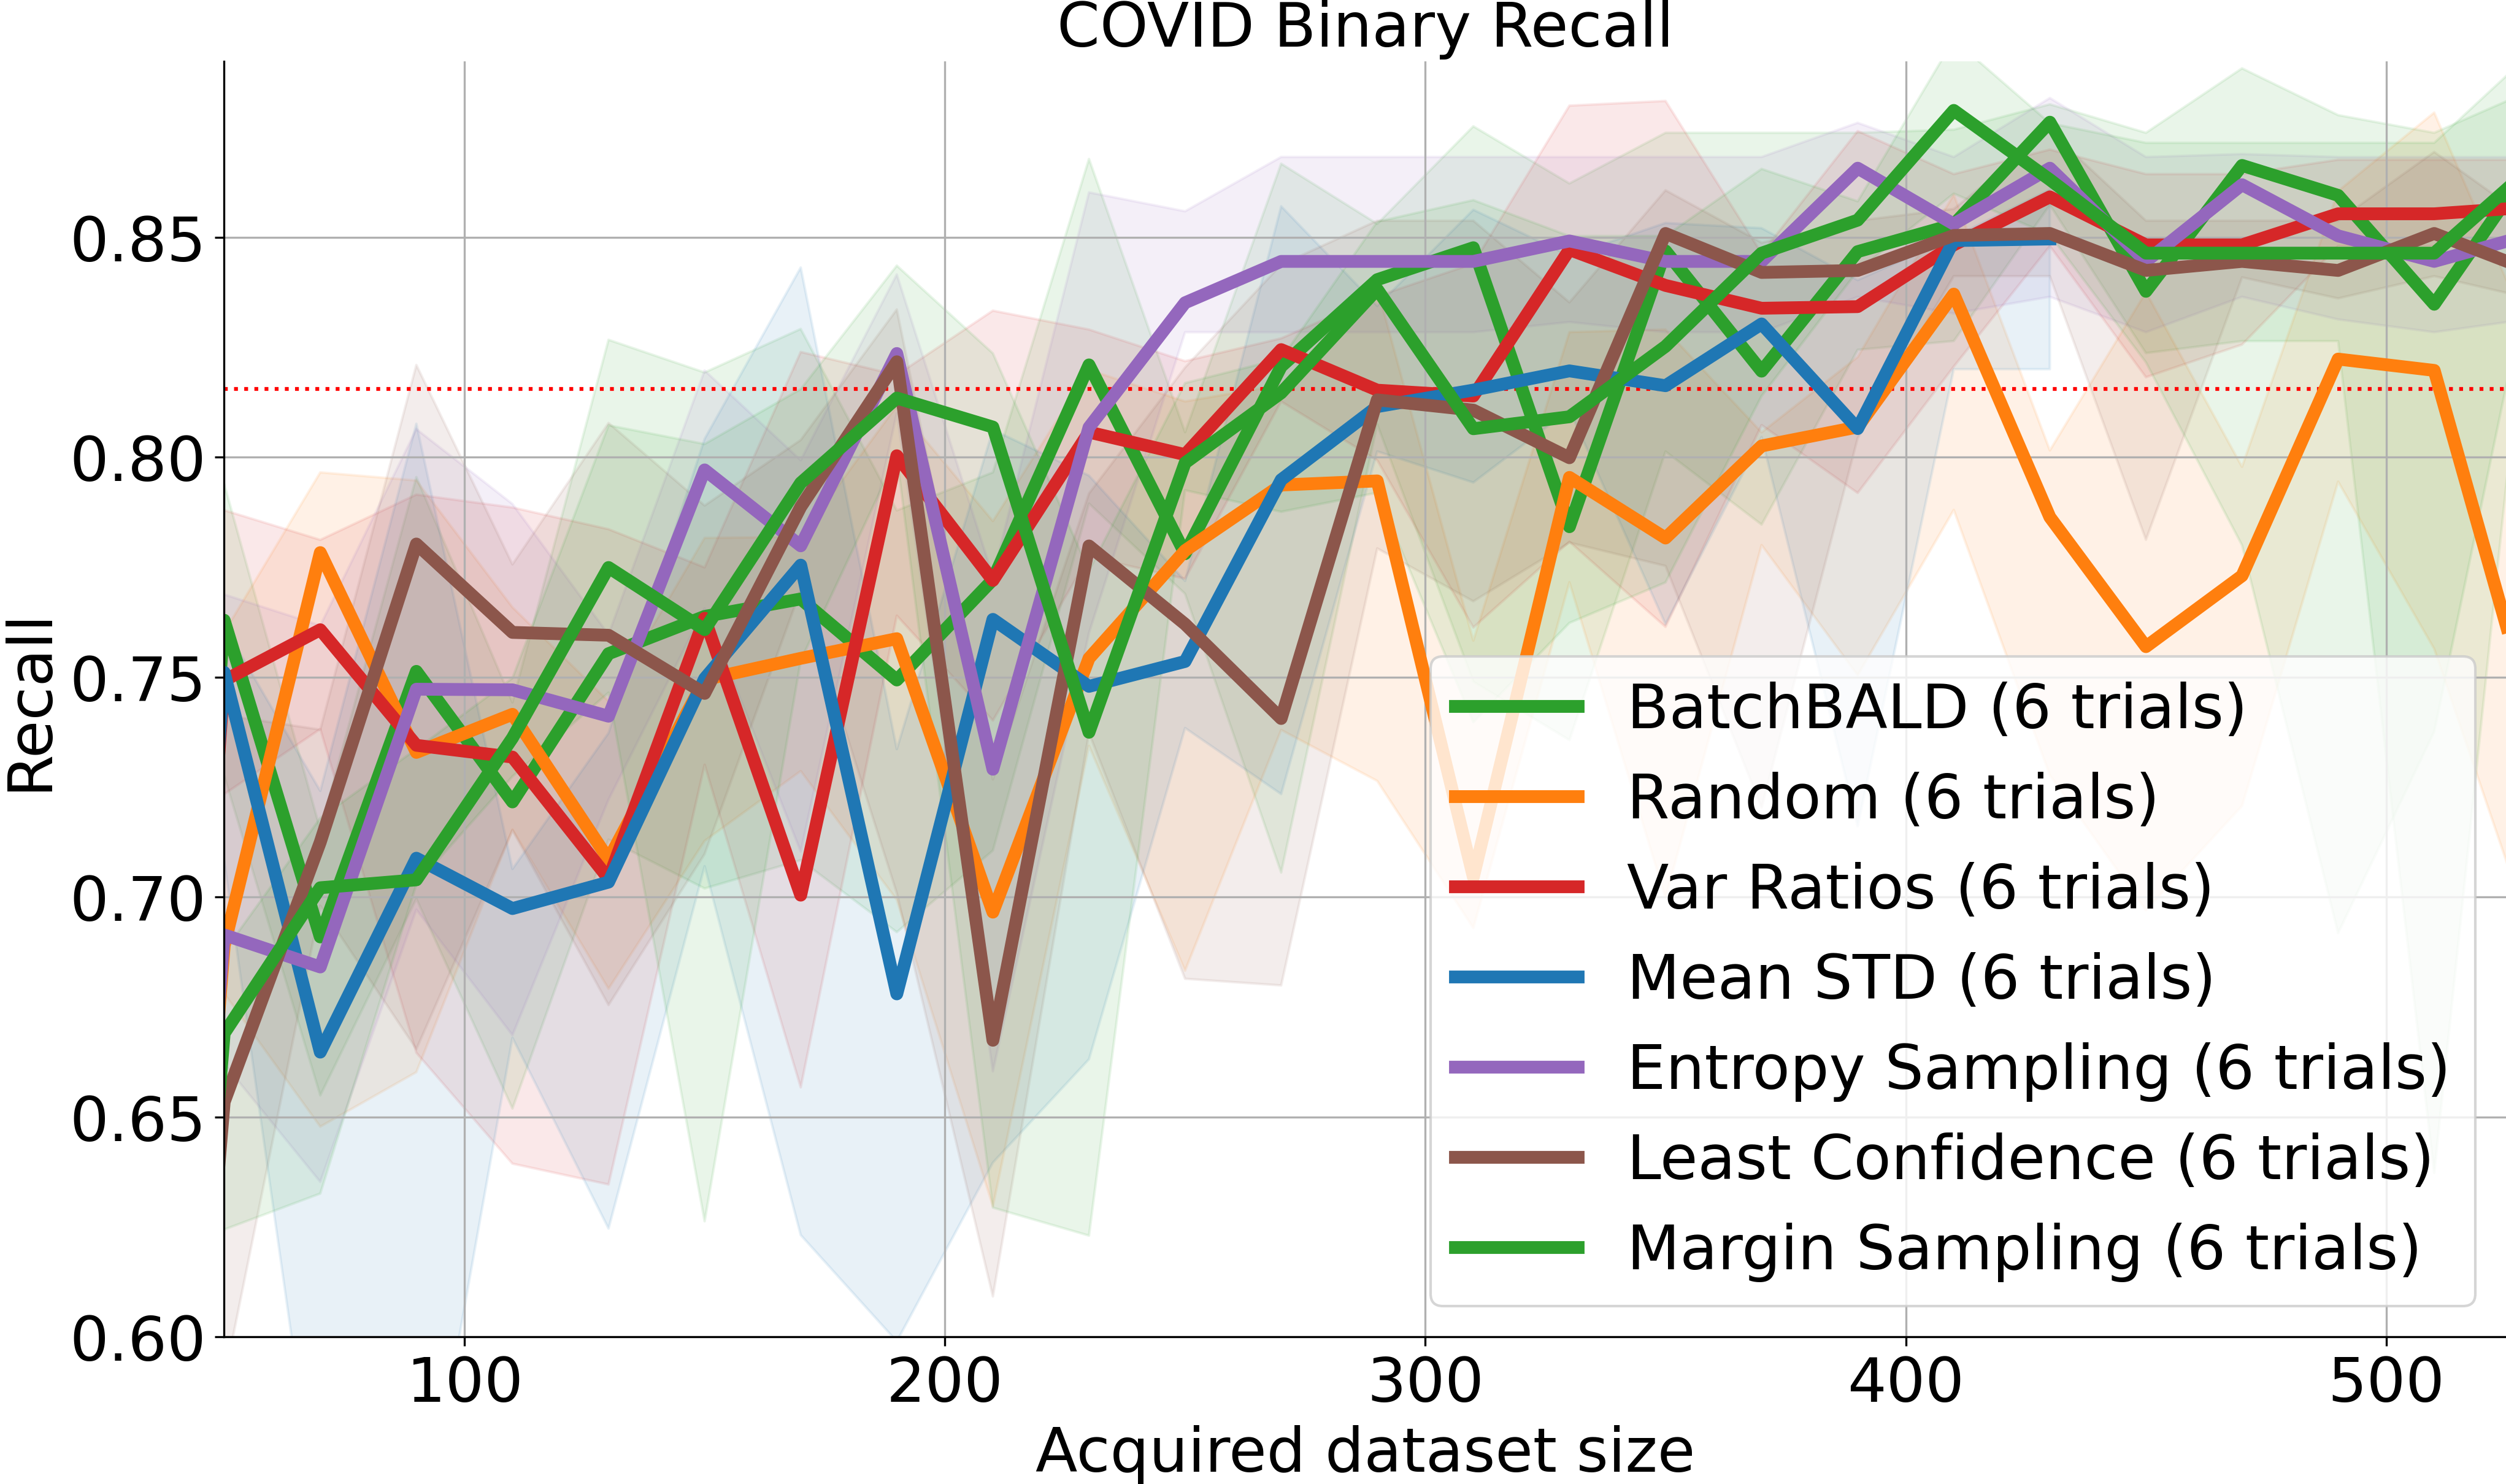 COVID Binary Recall
Recall
0.85
0.80
0.75
0.70
0.65
0.60
BatchBALD (6 trials)
Random (6 trials)
Var Ratios (6 trials)
Mean STD (6 trials)
Entropy Sampling (6 trials)
Least Confidence (6 trials)
Margin Sampling (6 trials)
100 200 300 400 500
Acquired dataset size